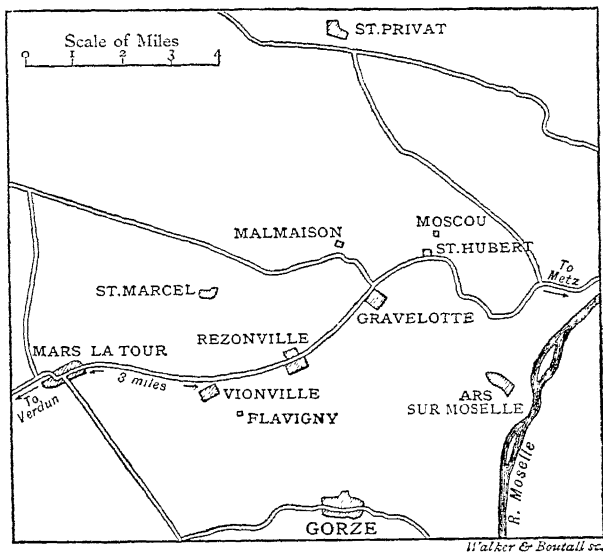 ST. PRIVAT
Scale of Miles
0 1 2 3 4
MALMAISON
MOSCOU
ST. HUBERT
To
Metz
ST. MARCEL
GRAVELOTTE
REZONVILLE
MARS LA TOUR
3 miles
To
Verdun
VIONVILLE
FLAVIGNY
ARS
SUR MOSELLE
R. Moselle
GORZE
Walker & Boutall sc.